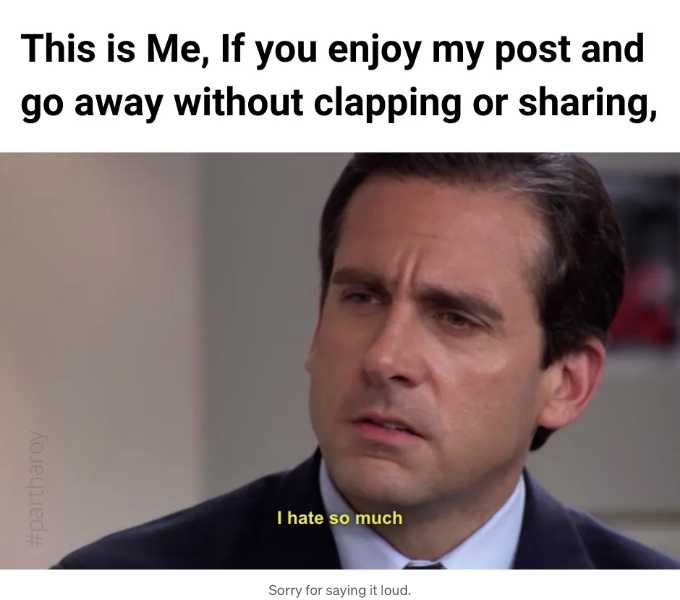 This is Me, If you enjoy my post and
go away without clapping or sharing,
#partharoy
I hate so much
Sorry for saying it loud.